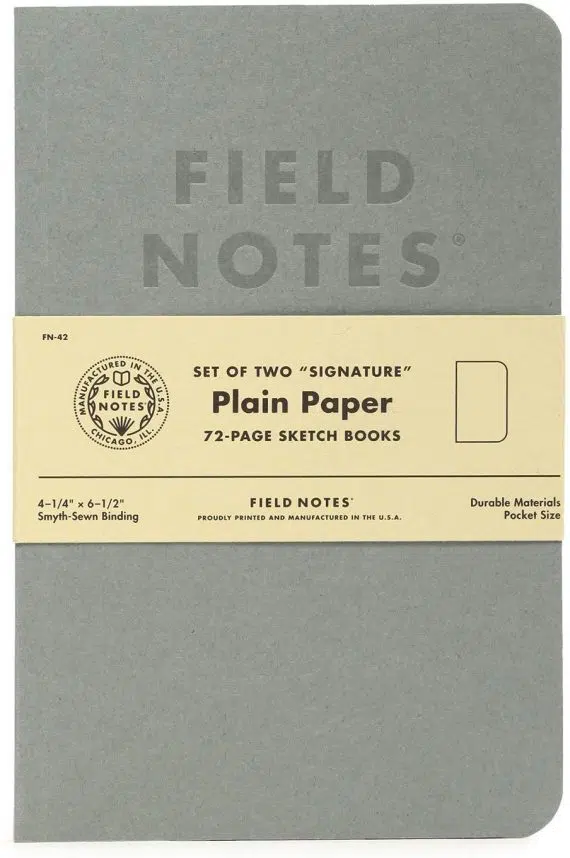 FIELD
NOTES®
FN-42
MANUFACTURED IN THE U.S.A.
FIELD
NOTES
CHICAGO, ILL.
SET OF TWO “SIGNATURE”
Plain Paper
72-PAGE SKETCH BOOKS
4–1/4" × 6–1/2"
Smyth-Sewn Binding
FIELD NOTES®
PROUDLY PRINTED AND MANUFACTURED IN THE U.S.A.
Durable Materials
Pocket Size